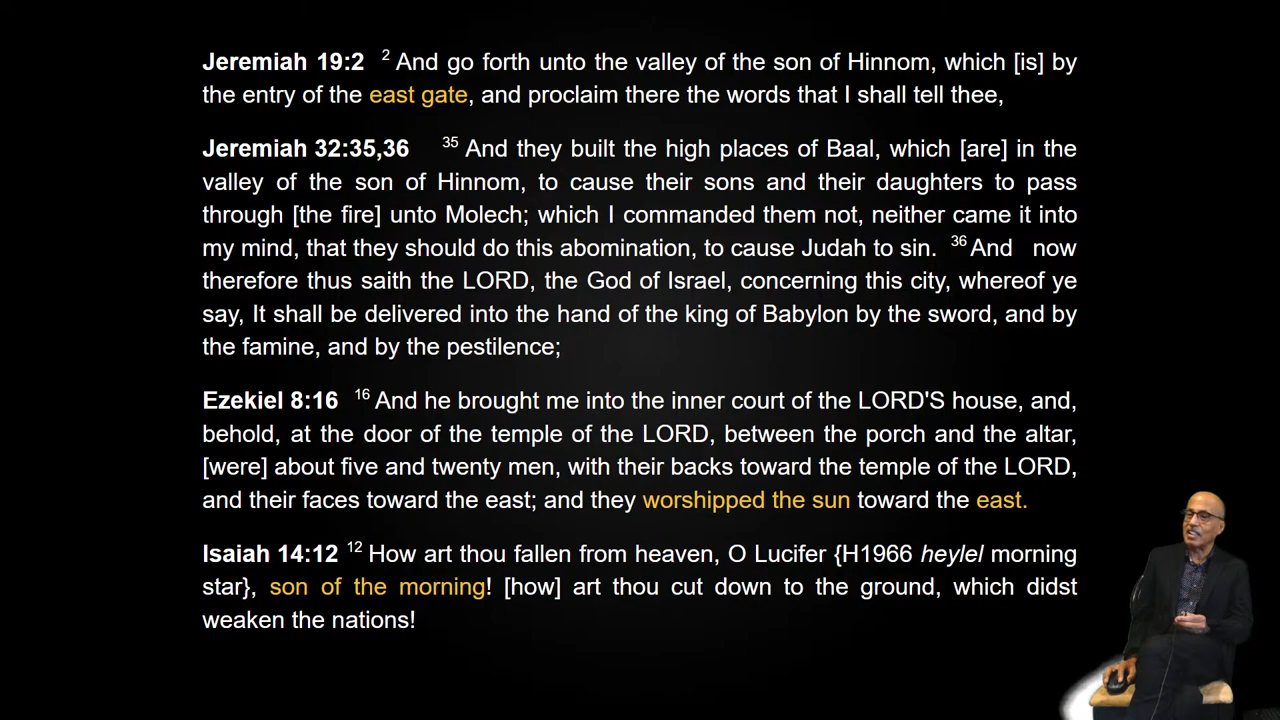 Jeremiah 19:2 2 And go forth unto the valley of the son of Hinnom, which [is] by
the entry of the east gate, and proclaim there the words that I shall tell thee,
Jeremiah 32:35,36 35 And they built the high places of Baal, which [are] in the
valley of the son of Hinnom, to cause their sons and their daughters to pass
through [the fire] unto Molech; which I commanded them not, neither came it into
my mind, that they should do this abomination, to cause Judah to sin. 36 And now
therefore thus saith the LORD, the God of Israel, concerning this city, whereof ye
say, It shall be delivered into the hand of the king of Babylon by the sword, and by
the famine, and by the pestilence;
Ezekiel 8:16 16 And he brought me into the inner court of the LORD'S house, and,
behold, at the door of the temple of the LORD, between the porch and the altar,
[were] about five and twenty men, with their backs toward the temple of the LORD,
and their faces toward the east; and they worshipped the sun toward the east.
Isaiah 14:12 12 How art thou fallen from heaven, O Lucifer {H1966 heylel morning
star}, son of the morning! [how] art thou cut down to the ground, which didst
weaken the nations!